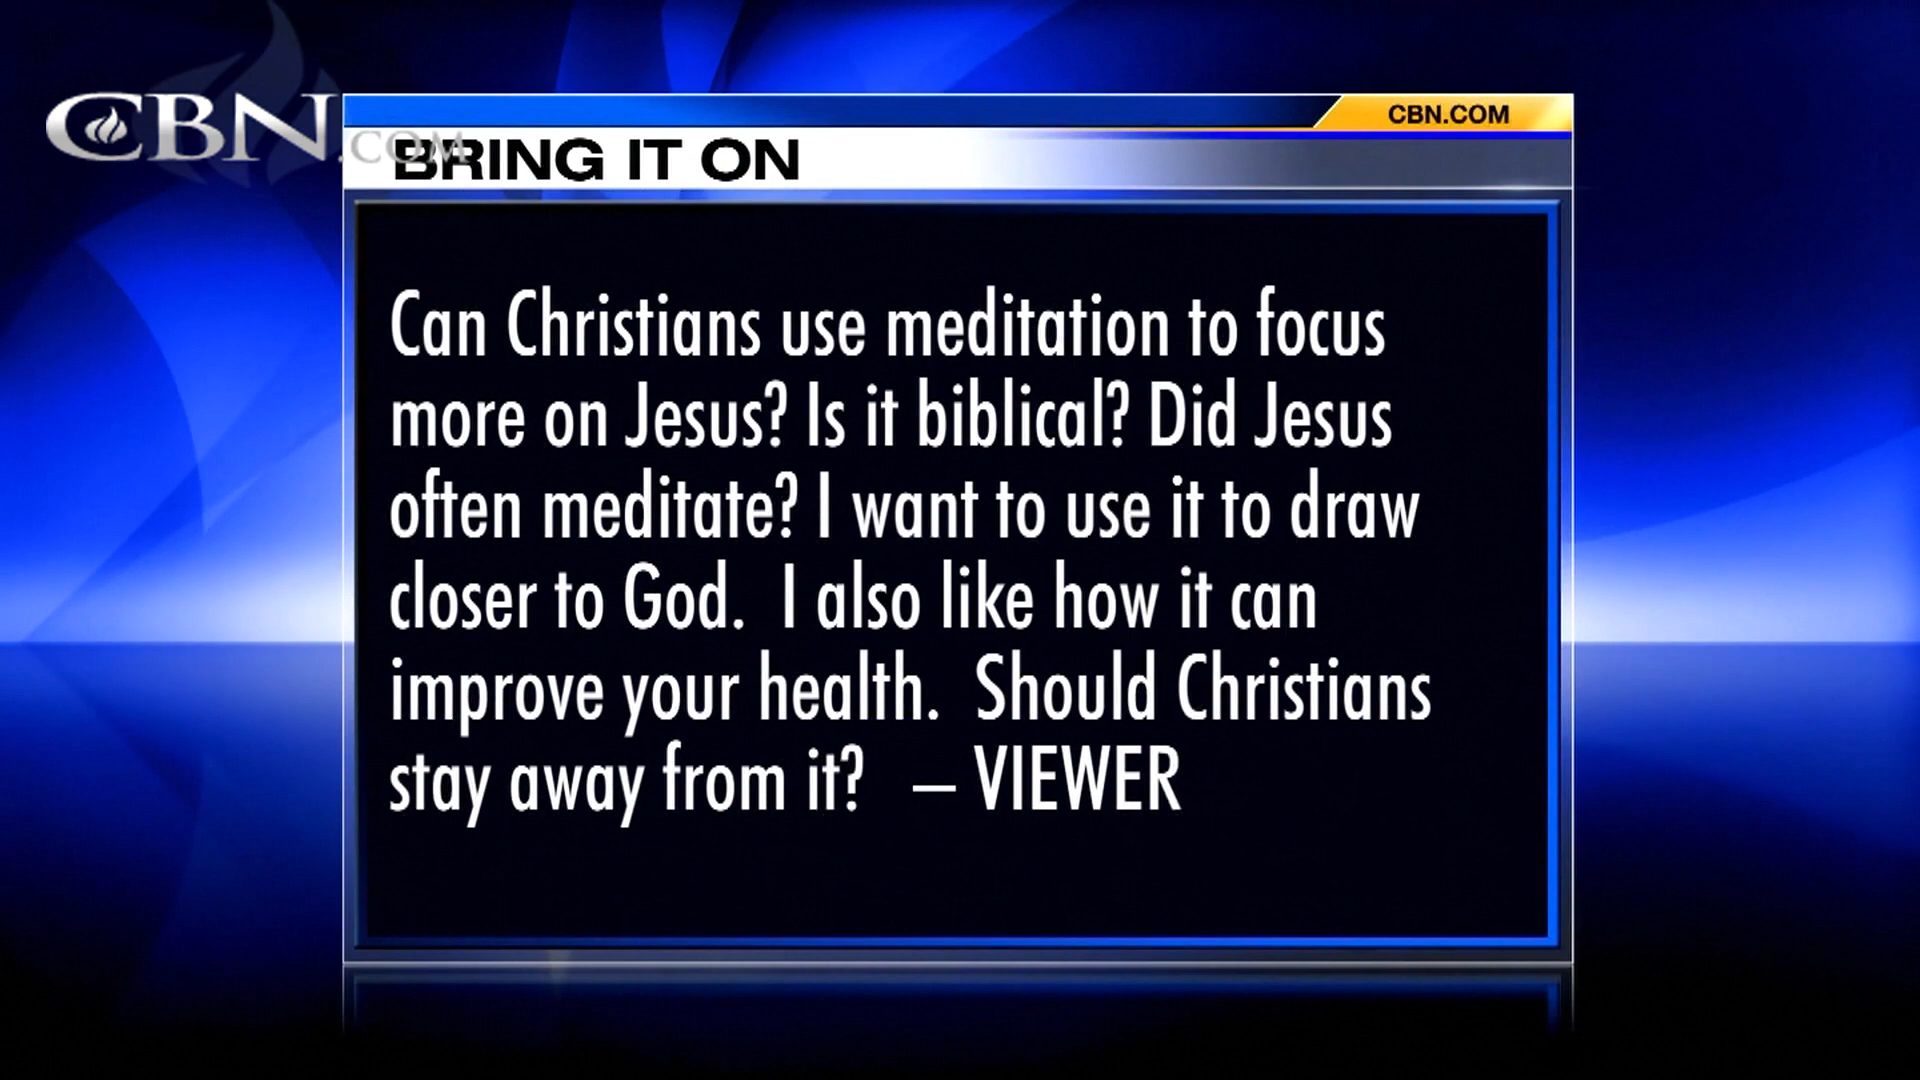 CBN.COM
CBN.COM
BRING IT ON
Can Christians use meditation to focus
more on Jesus? Is it biblical? Did Jesus
often meditate? I want to use it to draw
closer to God.  I also like how it can
improve your health.  Should Christians
stay away from it?   – VIEWER